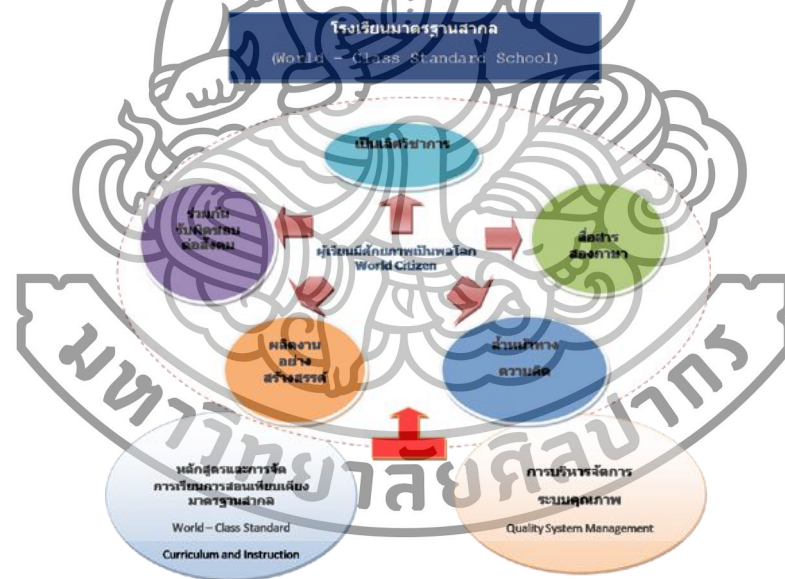 โรงเรียนมาตรฐานสากล
(World - Class Standard School)
เป็นเลิศวิชาการ
ร่วมกัน
รับผิดชอบ
ต่อสังคม
สื่อสาร
สองภาษา
ผู้เรียนมีศักยภาพเป็นพลโลก
World Citizen
ผลิตงาน
อย่าง
สร้างสรรค์
ล้ำหน้าทาง
ความคิด
หลักสูตรและการจัด
การเรียนการสอนเทียบเคียง
มาตรฐานสากล
World – Class Standard
Curriculum and Instruction
การบริหารจัดการ
ระบบคุณภาพ
Quality System Management
มหาวิทยาลัยศิลปากร